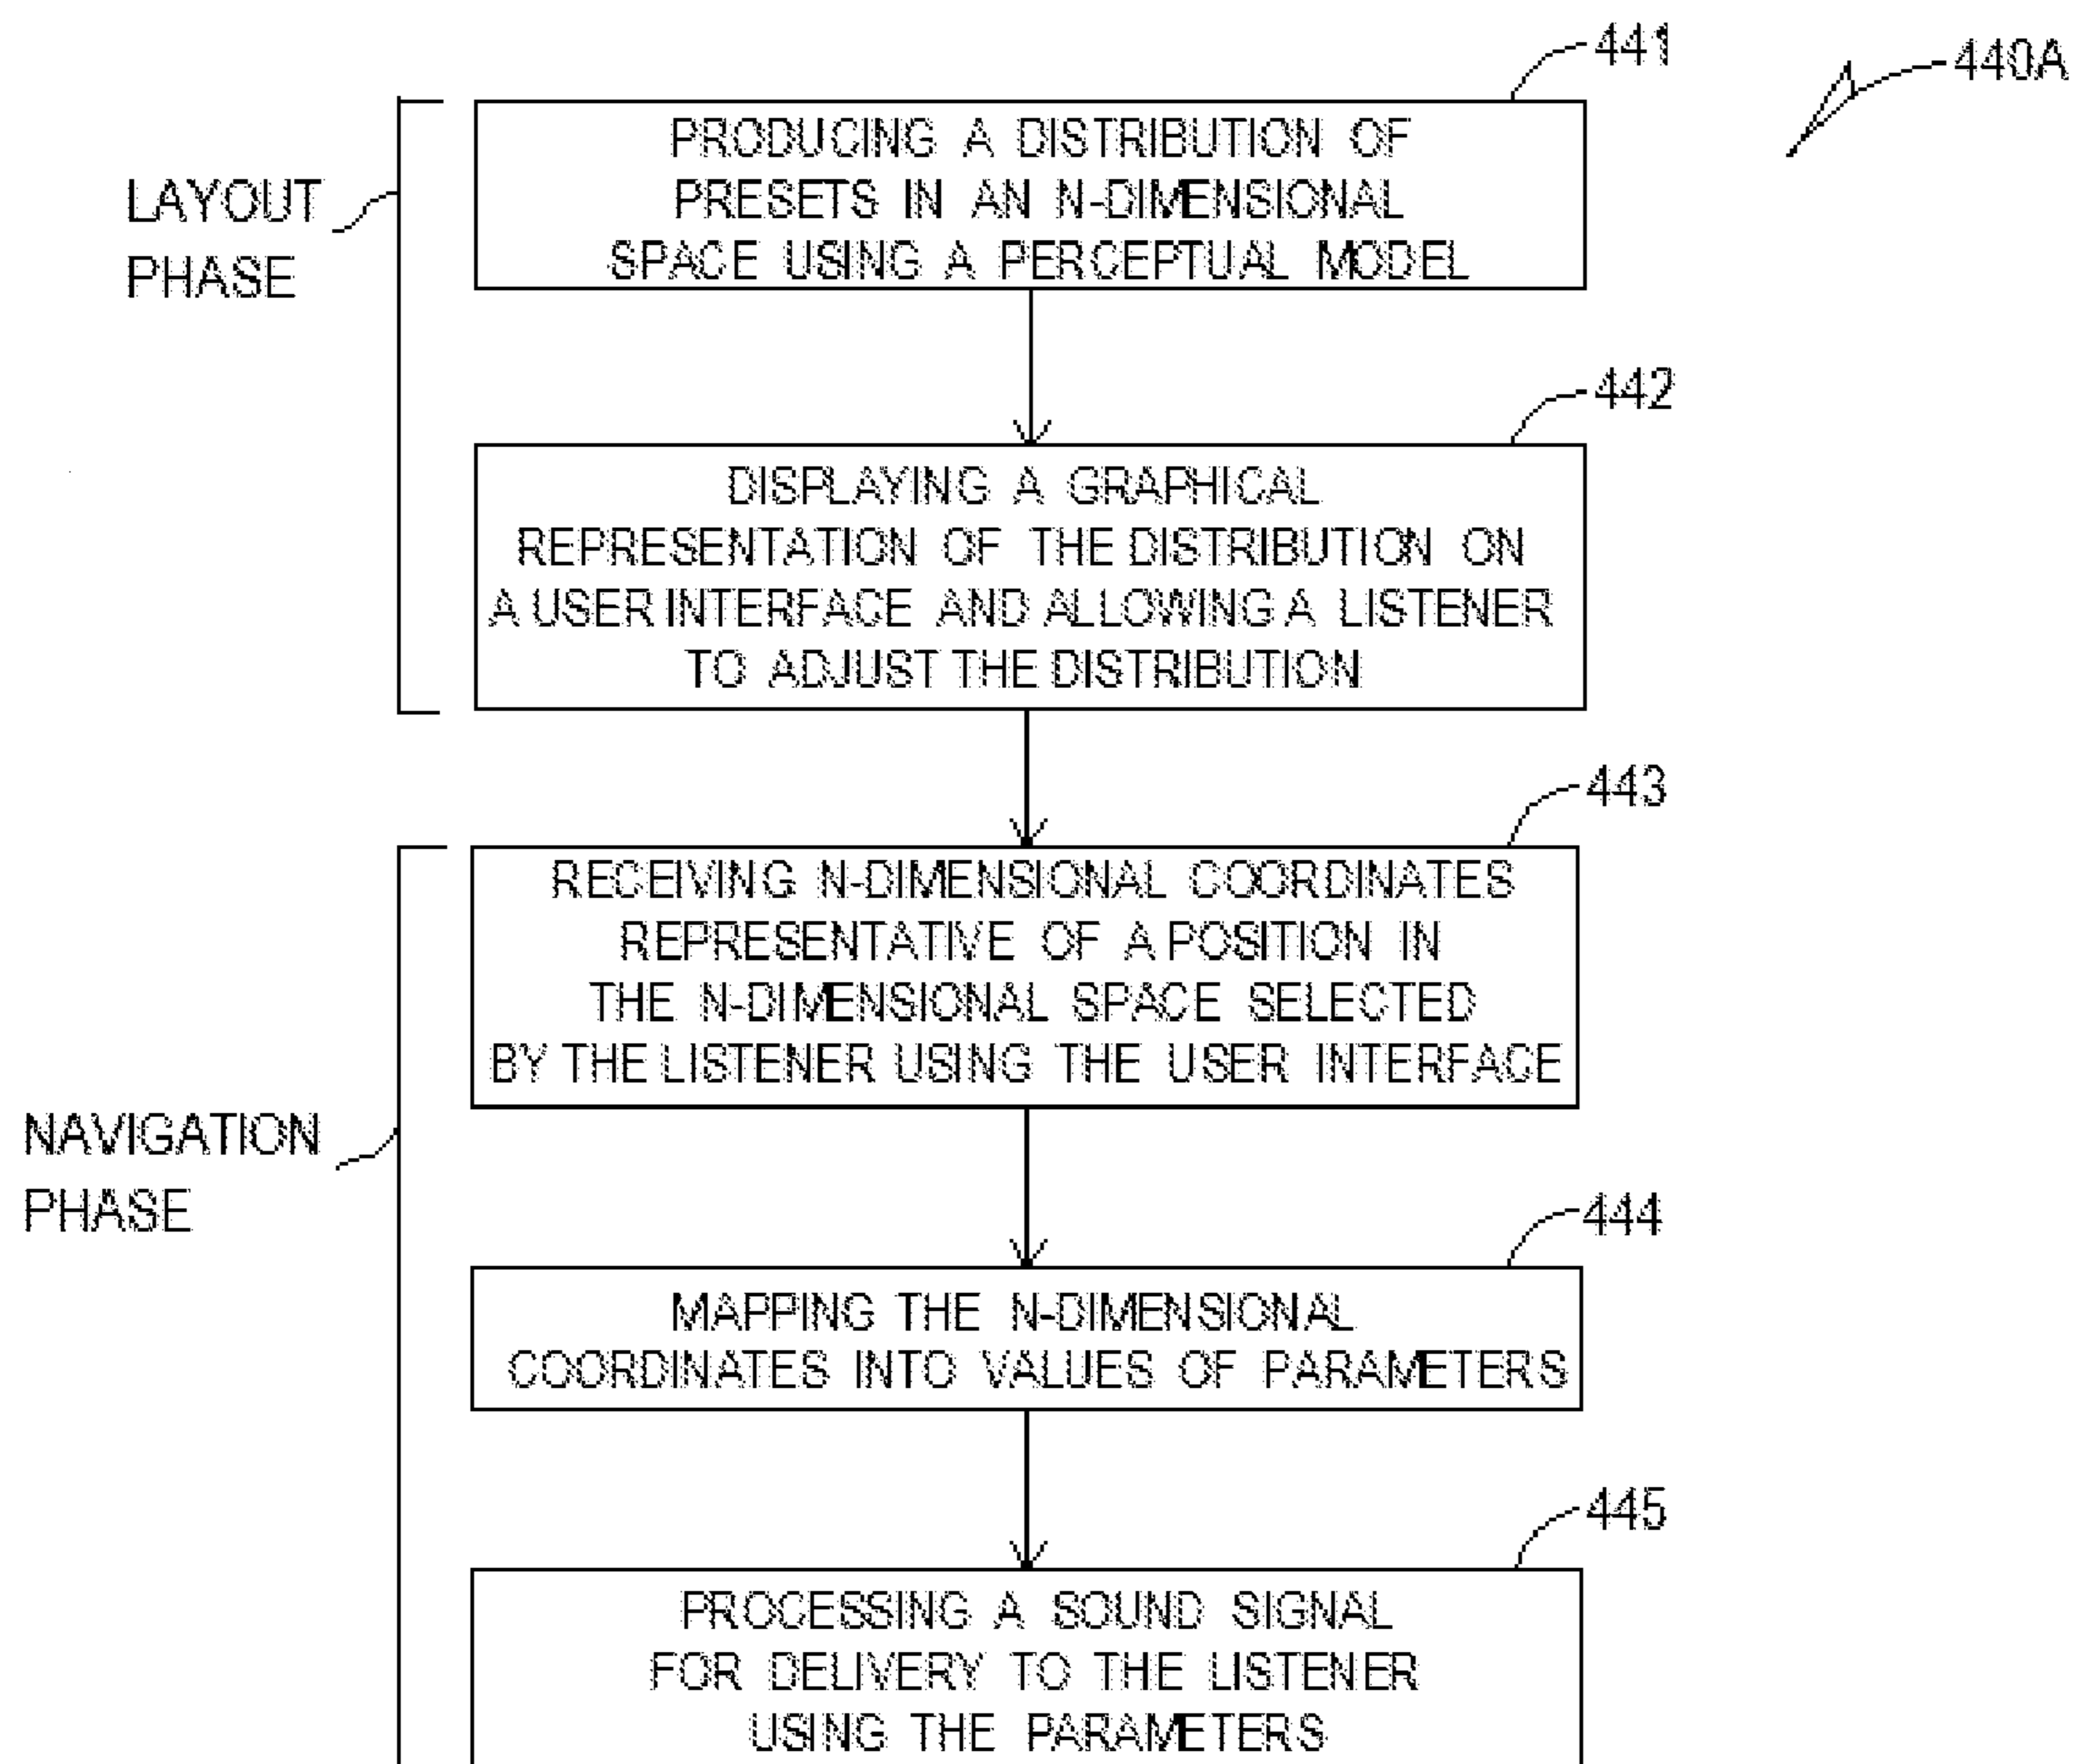 441
440A
PRODUCING A DISTRIBUTION OF
PRESETS IN AN N-DIMENSIONAL
SPACE USING A PERCEPTUAL MODEL
LAYOUT
PHASE
442
DISPLAYING A GRAPHICAL
REPRESENTATION OF THE DISTRIBUTION ON
A USER INTERFACE AND ALLOWING A LISTENER
TO ADJUST THE DISTRIBUTION
443
RECEIVING N-DIMENSIONAL COORDINATES
REPRESENTATIVE OF A POSITION IN
THE N-DIMENSIONAL SPACE SELECTED
BY THE LISTENER USING THE USER INTERFACE
NAVIGATION
PHASE
444
MAPPING THE N-DIMENSIONAL
COORDINATES INTO VALUES OF PARAMETERS
445
PROCESSING A SOUND SIGNAL
FOR DELIVERY TO THE LISTENER
USING THE PARAMETERS